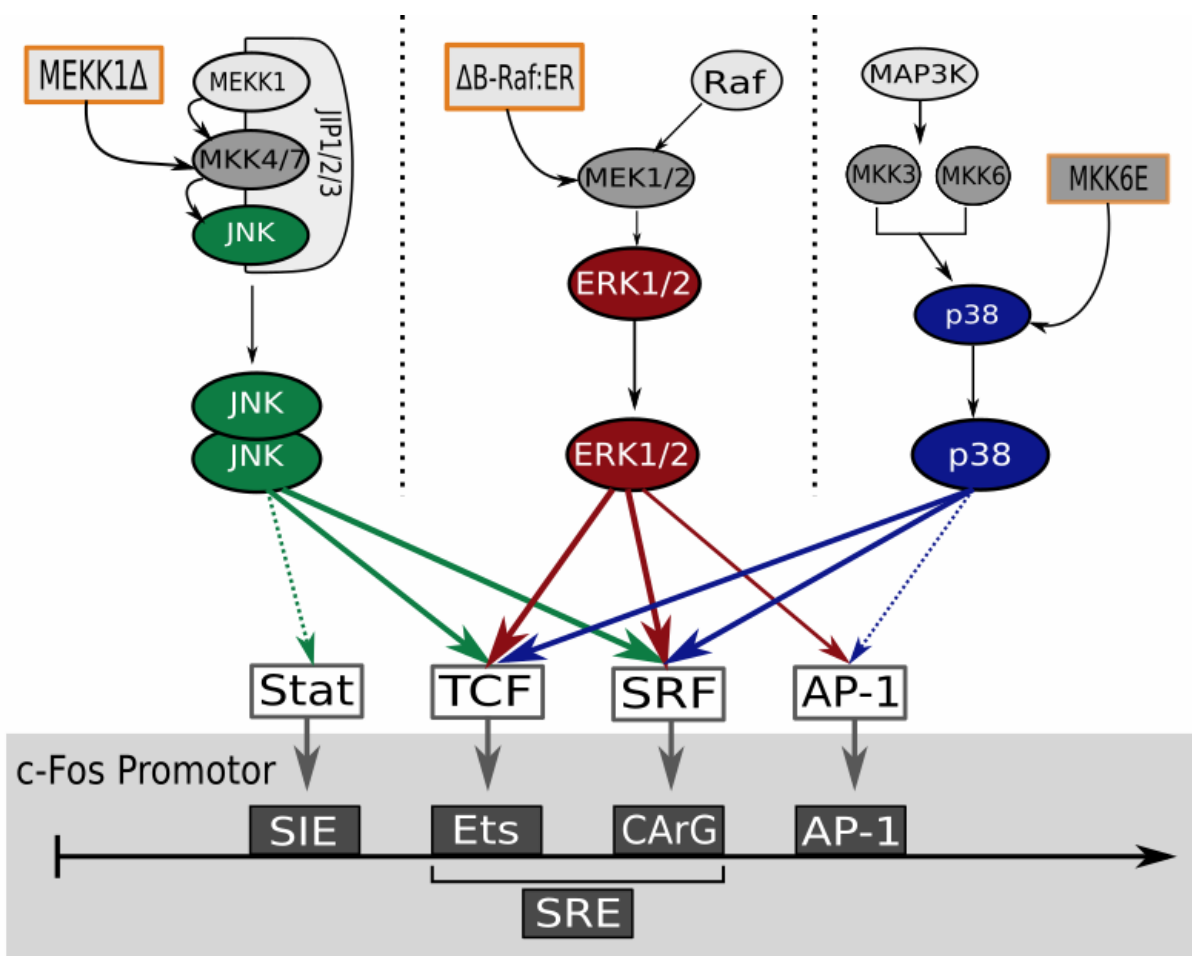 MEKK1Δ
MEKK1
JIP1/2/3
MKK4/7
JNK
JNK
JNK
ΔB-Raf:ER
Raf
MEK1/2
ERK1/2
ERK1/2
MAP3K
MKK3
MKK6
MKK6E
p38
p38
Stat
TCF
SRF
AP-1
c-Fos Promotor
SIE
Ets
CArG
AP-1
SRE